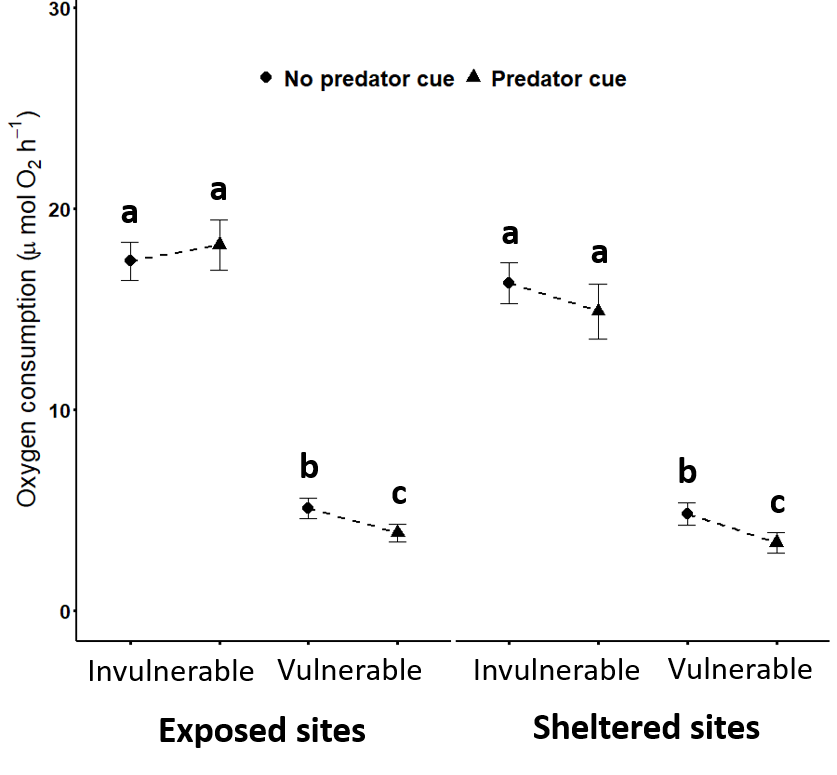 30
No predator cue Predator cue
Oxygen consumption (μ mol O₂ h⁻¹)
a
a
20
a
a
10
b
c
b
c
0
Invulnerable Vulnerable Invulnerable Vulnerable
Exposed sites Sheltered sites